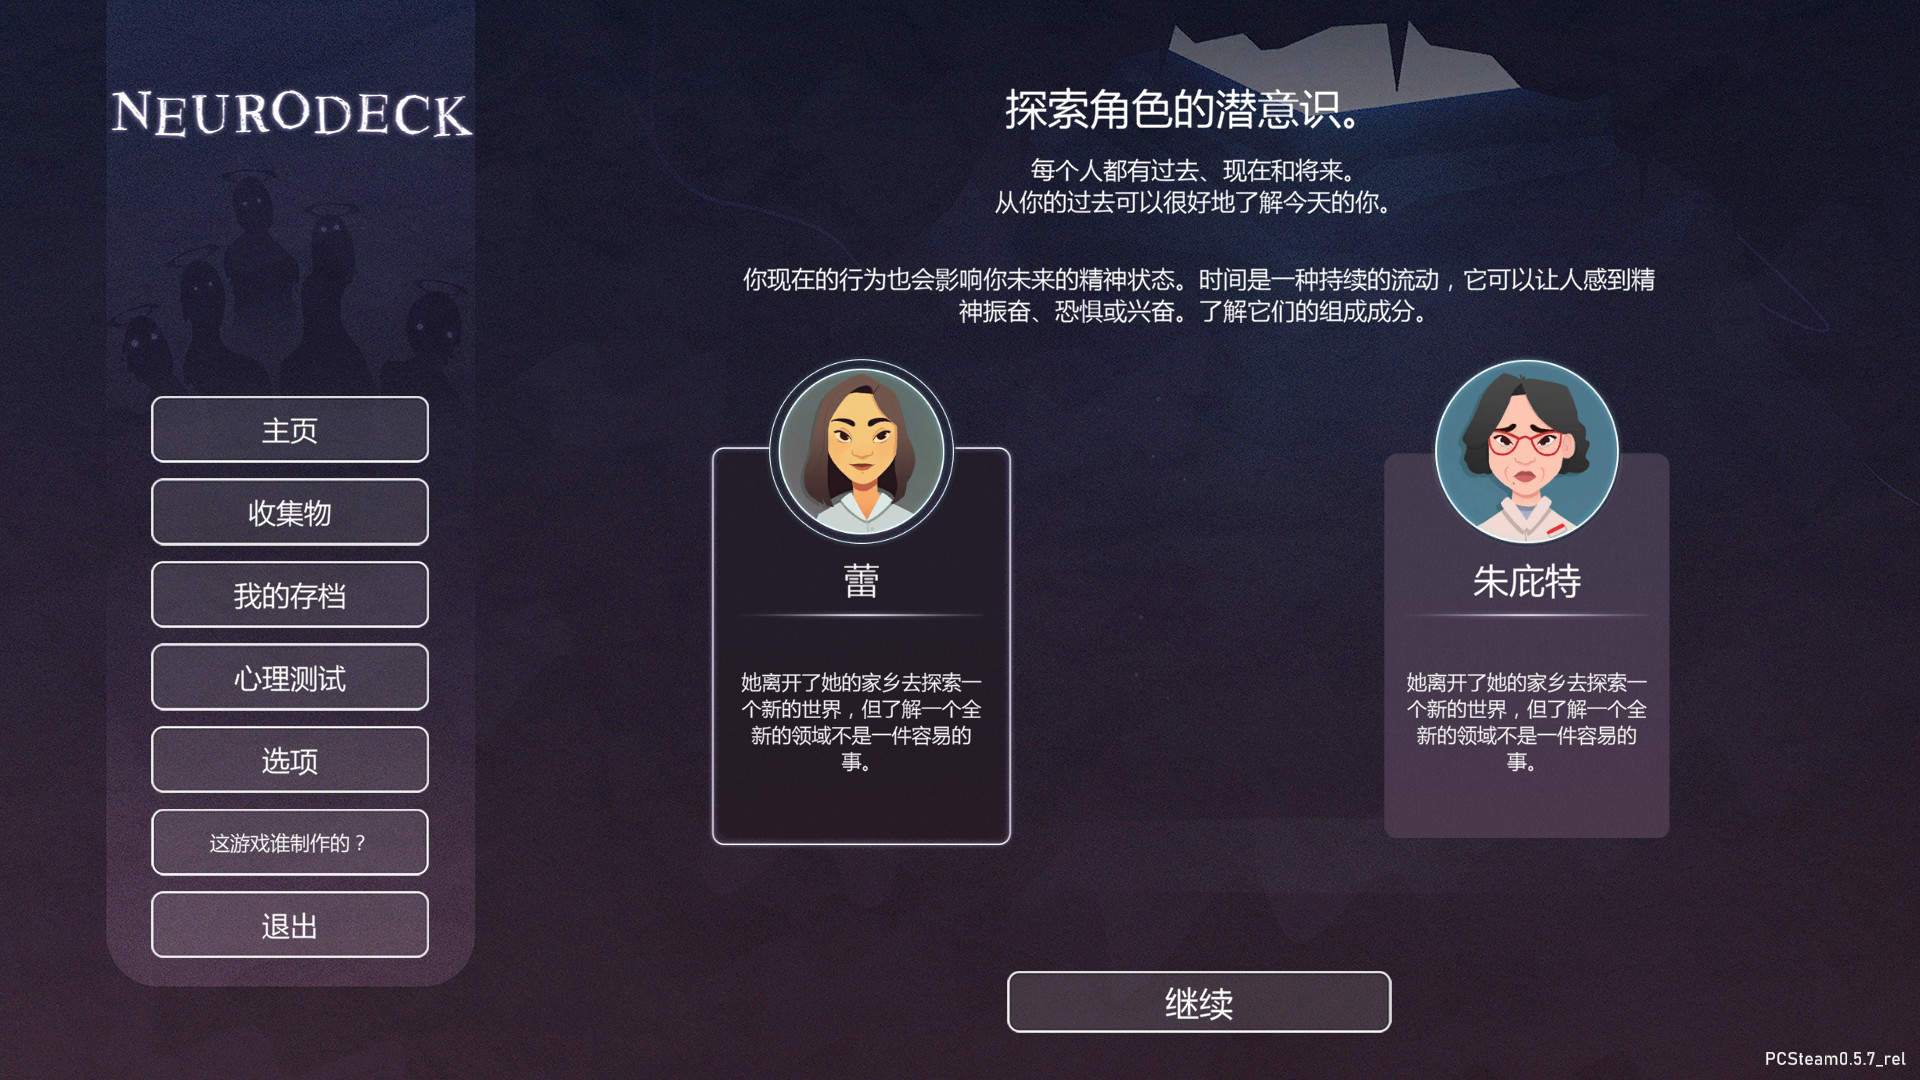 NEURODECK
主页
收集物
我的存档
心理测试
选项
这游戏谁制作的？
退出
探索角色的潜意识。
每个人都有过去、现在和将来。
从你的过去可以很好地了解今天的你。
你现在的行为也会影响你未来的精神状态。时间是一种持续的流动，它可以让人感到精
神振奋、恐惧或兴奋。了解它们的组成成分。
蕾
她离开了她的家乡去探索一
个新的世界，但了解一个全
新的领域不是一件容易的
事。
朱庇特
她离开了她的家乡去探索一
个新的世界，但了解一个全
新的领域不是一件容易的
事。
继续
PCSteam0.5.7_rel